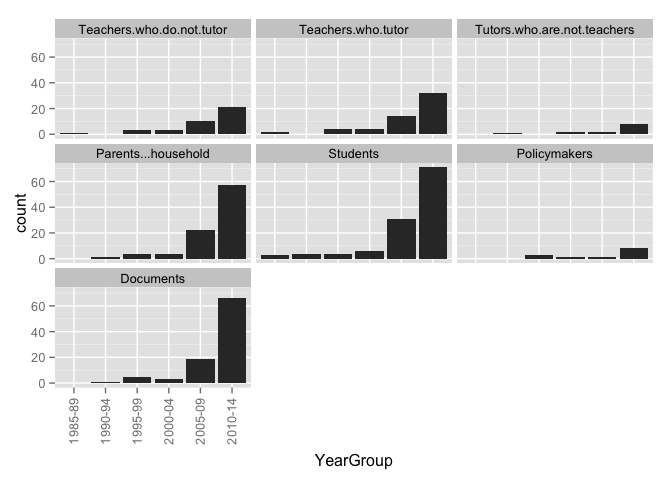 Teachers.who.do.not.tutor
Teachers.who.tutor
Tutors.who.are.not.teachers
60
40
20
0
Parents...household
Students
Policymakers
count
60
40
20
0
Documents
60
40
20
0
1985-89
1990-94
1995-99
2000-04
2005-09
2010-14
YearGroup